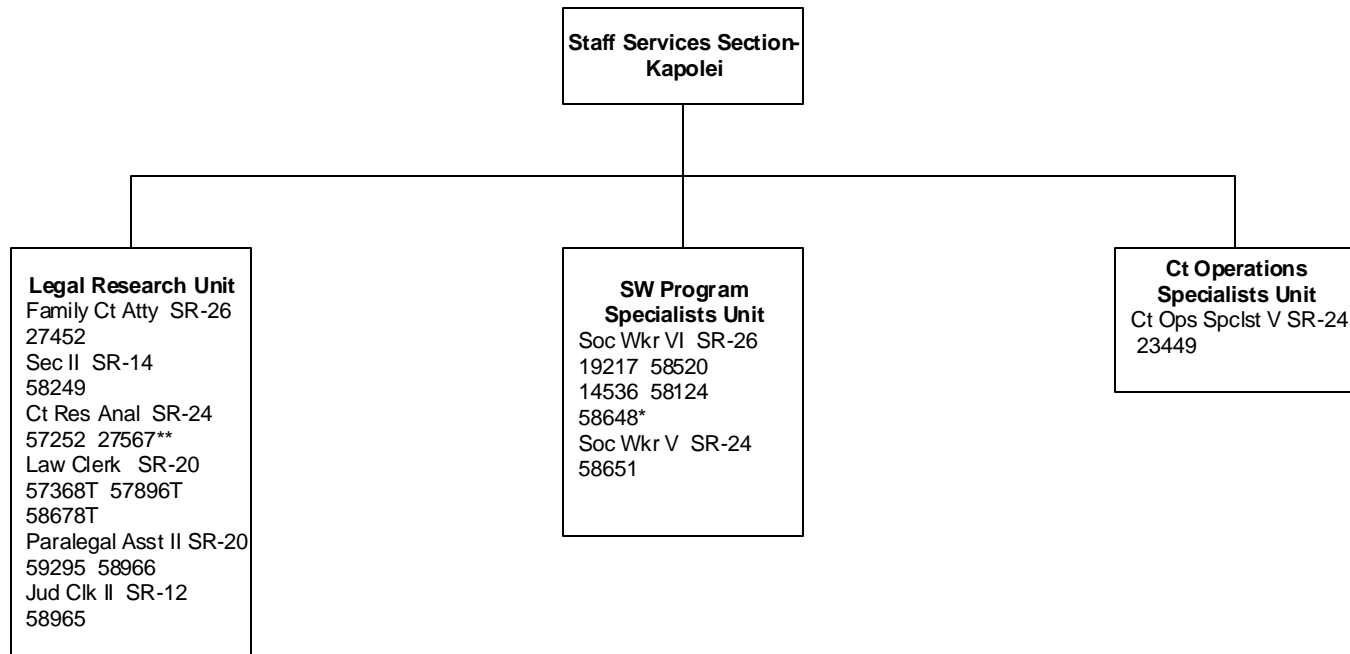 Staff Services Section-
Kapolei
Legal Research Unit
Family Ct Atty SR-26
27452
Sec II SR-14
58249
Ct Res Anal SR-24
57252 27567**
Law Clerk SR-20
57368T 57896T
58678T
Paralegal Asst II SR-20
59295 58966
Jud Clk II SR-12
58965
SW Program
Specialists Unit
Soc Wkr VI SR-26
19217 58520
14536 58124
58648*
Soc Wkr V SR-24
58651
Ct Operations
Specialists Unit
Ct Ops Spclst V SR-24
23449